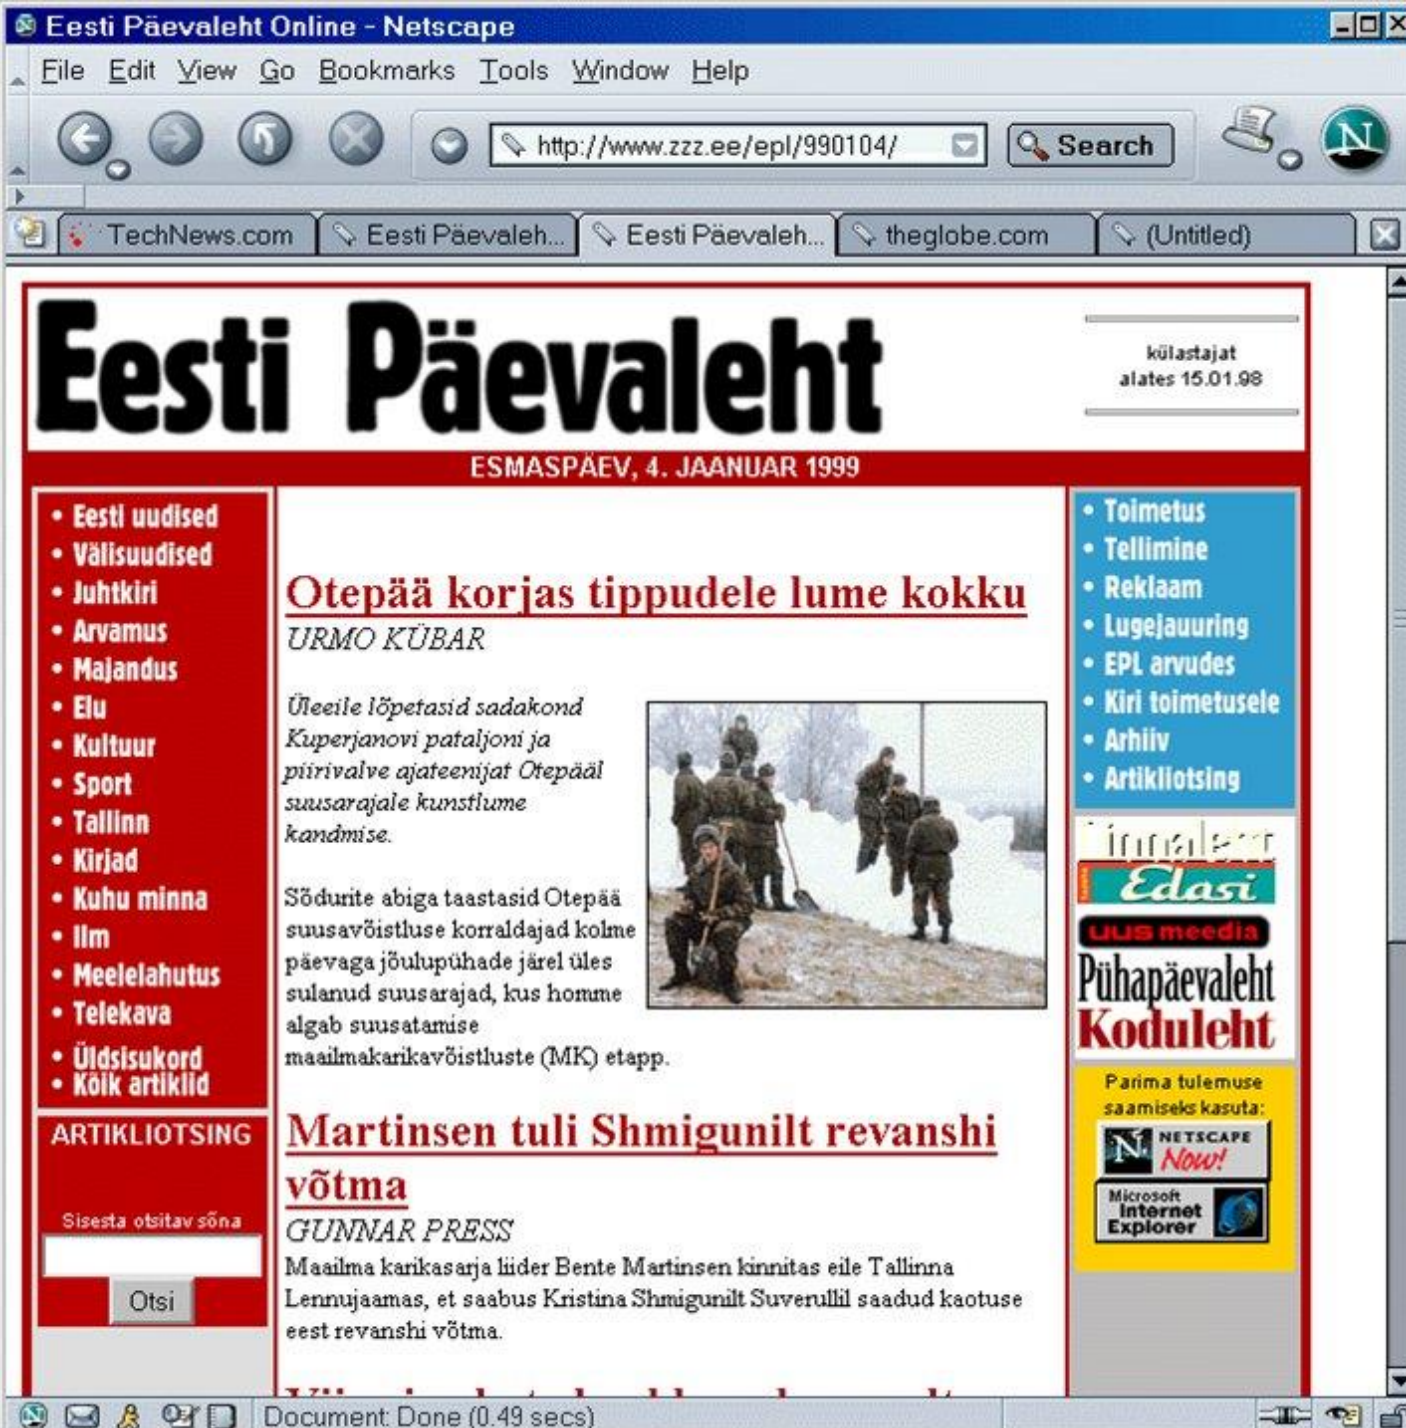 Eesti Päevaleht Online - Netscape
File Edit View Go Bookmarks Tools Window Help
http://www.zzz.ee/epl/990104/ Search N
TechNews.com Eesti Päevaleh... Eesti Päevaleh... theglobe.com (Untitled)
Eesti Päevaleht
külastajat
alates 15.01.98
ESMASPÄEV, 4. JAANUAR 1999
• Eesti uudised
• Välisuudised
• Juhtkiri
• Arvamus
• Majandus
• Elu
• Kultuur
• Sport
• Tallinn
• Kirjad
• Kuhu minna
• Ilm
• Meelelahutus
• Telekava
• Üldsisukord
• Kõik artiklid
ARTIKLIOTSING
Sisesta otsitav sõna
Otsi
Otepää korjas tippudele lume kokku
URMO KÜBAR
Üleeile lõpetasid sadakond
Kuperjanovi pataljoni ja
piirivalve ajateenijat Otepääl
suusarajale kunstlume
kandmise.
Sõdurite abiga taastasid Otepää
suusavõistluse korraldajad kolme
päevaga jõulupühade järel üles
sulanud suusarajad, kus homme
algab suusatamise
maailmakarikavõistluste (MK) etapp.
Martinsen tuli Shmigunilt revanshi
võtma
GUNNAR PRESS
Maailma karikasarja liider Bente Martinsen kinnitas eile Tallinna
Lennujaamas, et saabus Kristina Shmigunilt Suverullil saadud kaotuse
eest revanshi võtma.
• Toimetus
• Tellimine
• Reklaam
• Lugejauuring
• EPL arvudes
• Kiri toimetusele
• Arhiiv
• Artikliotsing
Linnaleht
Edasi
uus meedia
Pühapäevaleht
Koduleht
Parima tulemuse
saamiseks kasuta:
N NETSCAPE
Now!
Microsoft
Internet
Explorer
Document: Done (0.49 secs)